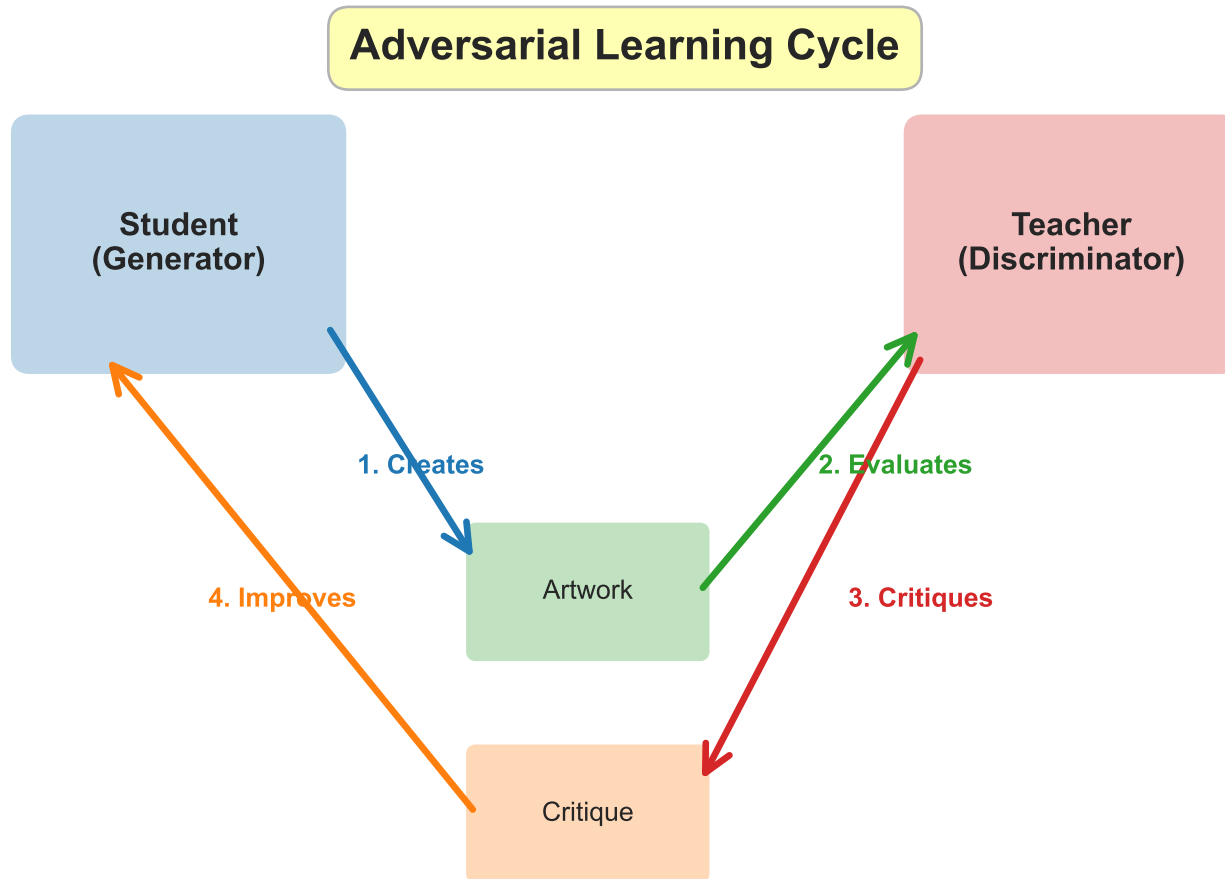 Adversarial Learning Cycle
Student
(Generator)
Teacher
(Discriminator)
1. Creates
2. Evaluates
Artwork
4. Improves
3. Critiques
Critique